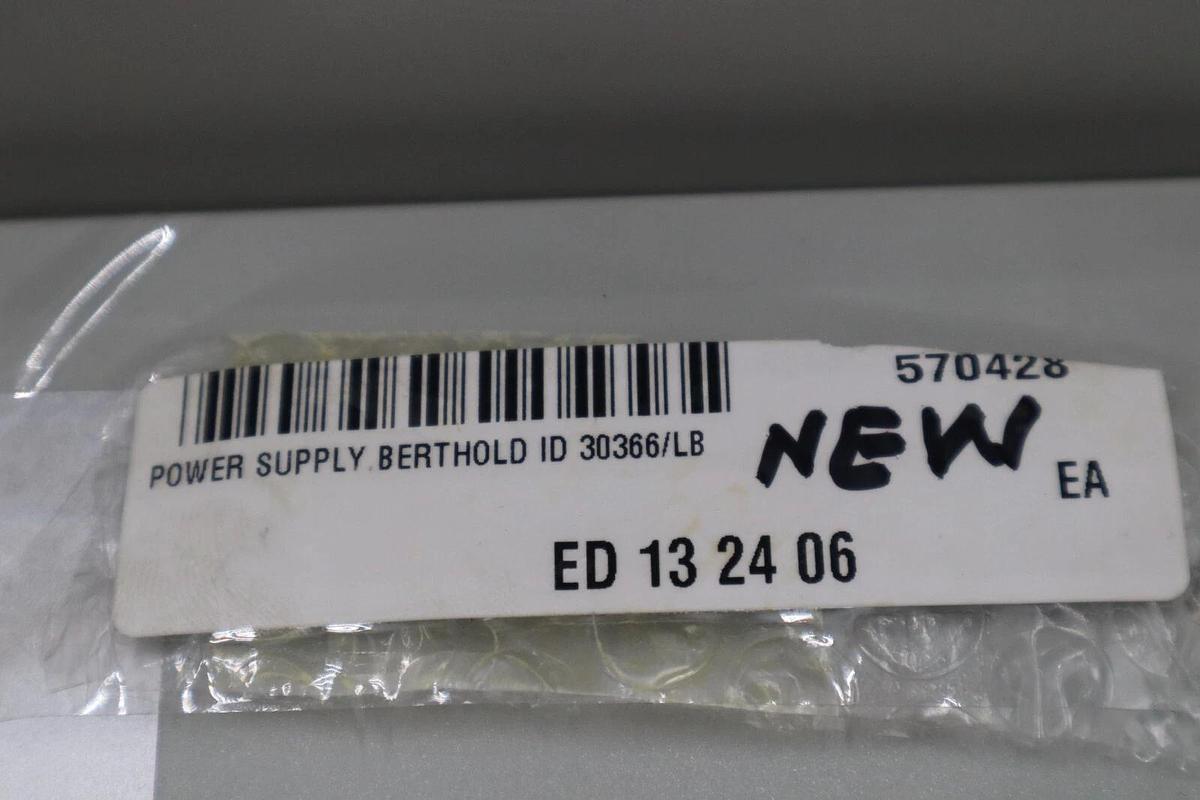 570428
POWER SUPPLY BERTHOLD ID 30366/LB
NEW
EA
ED 13 24 06